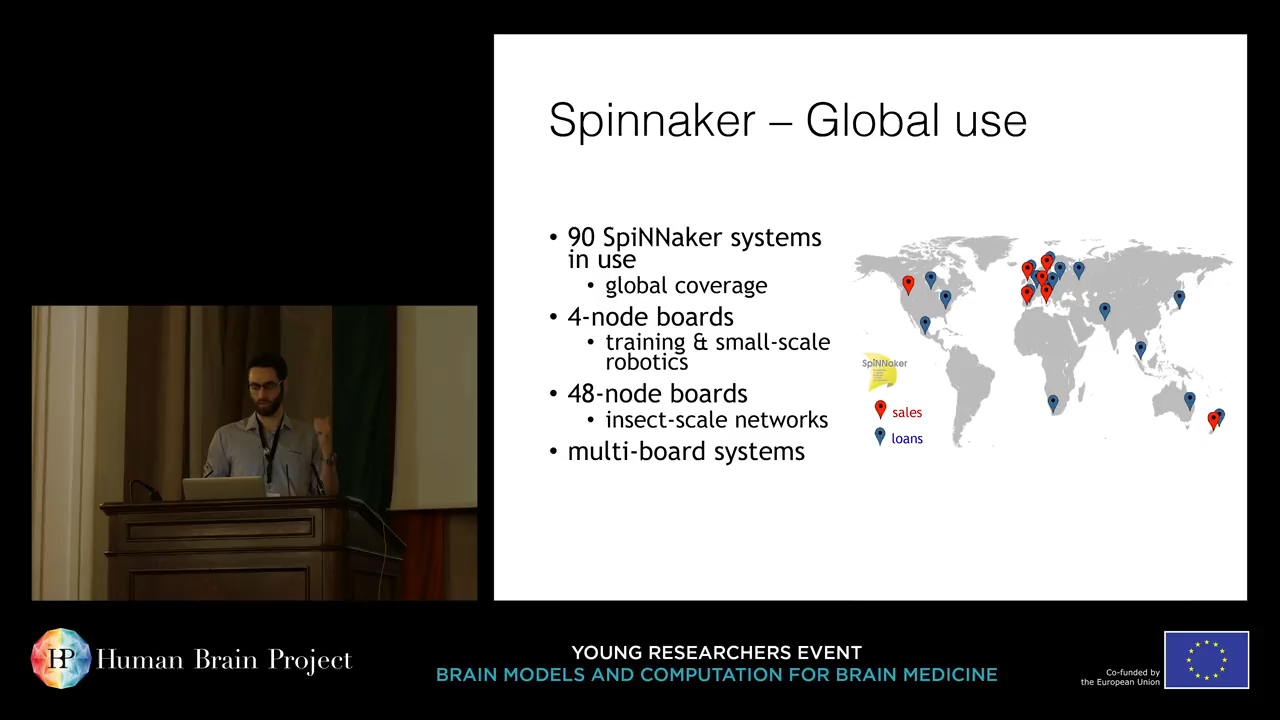 Spinnaker – Global use
• 90 SpiNNaker systems
in use
• global coverage
• 4-node boards
• training & small-scale
robotics
• 48-node boards
• insect-scale networks
• multi-board systems
SpiNNaker
sales
loans
HBP Human Brain Project
YOUNG RESEARCHERS EVENT
BRAIN MODELS AND COMPUTATION FOR BRAIN MEDICINE
Co-funded by
the European Union